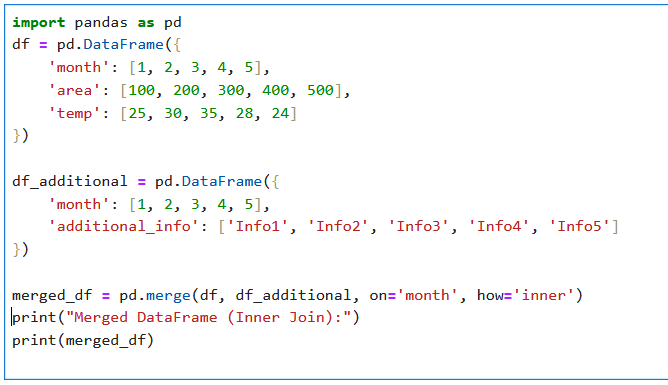 import pandas as pd
df = pd.DataFrame({
    'month': [1, 2, 3, 4, 5],
    'area': [100, 200, 300, 400, 500],
    'temp': [25, 30, 35, 28, 24]
})

df_additional = pd.DataFrame({
    'month': [1, 2, 3, 4, 5],
    'additional_info': ['Info1', 'Info2', 'Info3', 'Info4', 'Info5']
})

merged_df = pd.merge(df, df_additional, on='month', how='inner')
print("Merged DataFrame (Inner Join):")
print(merged_df)